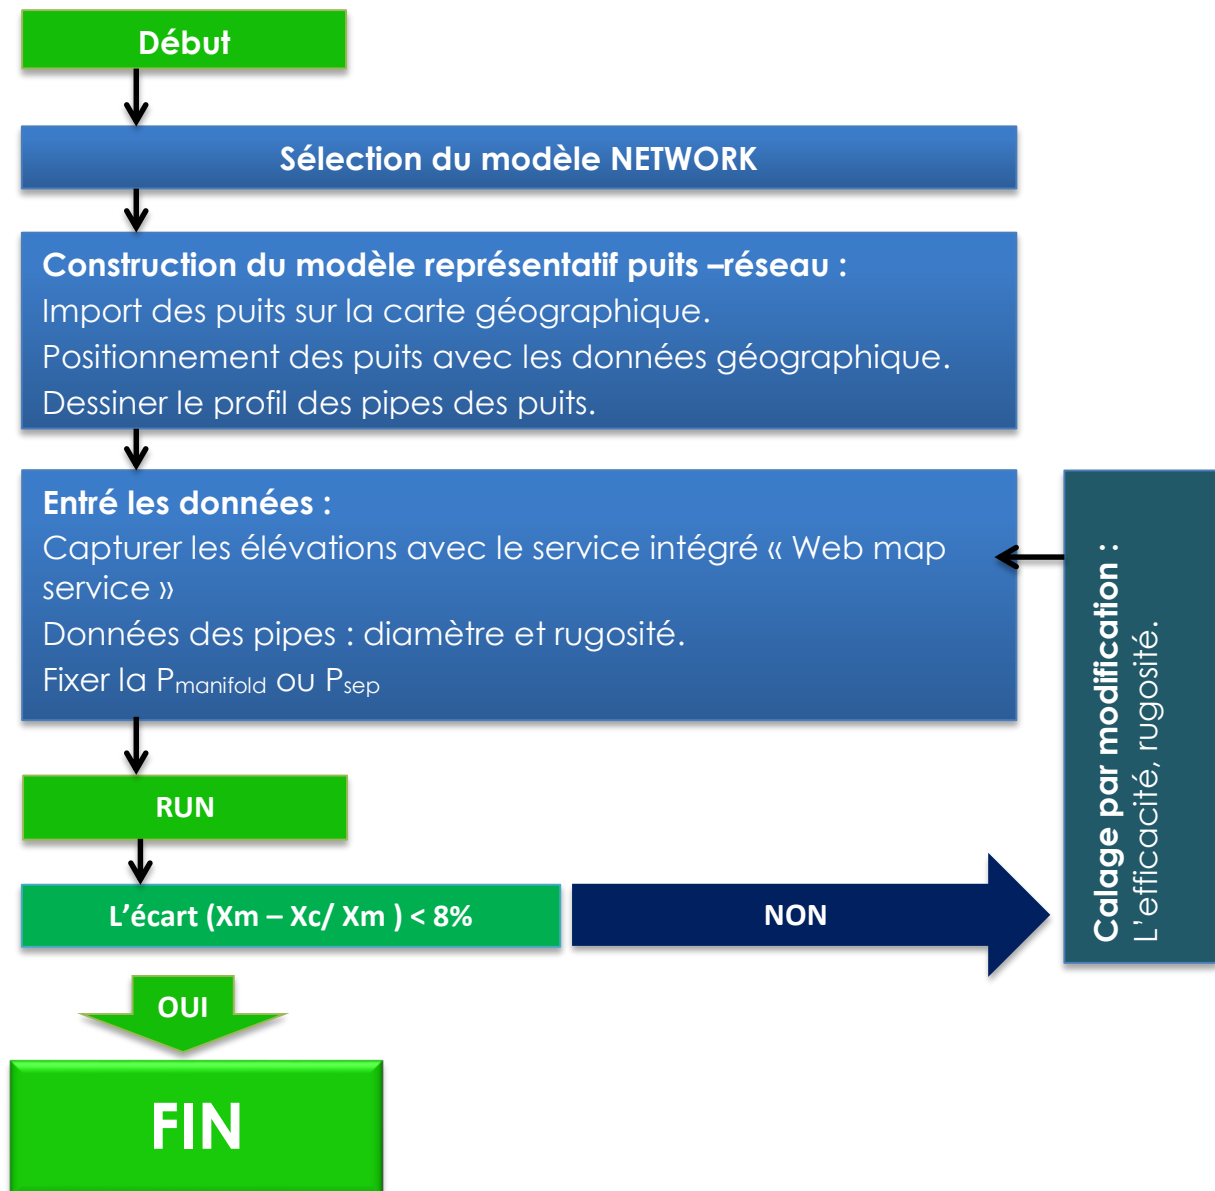 Début
Sélection du modèle NETWORK
Construction du modèle représentatif puits –réseau :
Import des puits sur la carte géographique.
Positionnement des puits avec les données géographique.
Dessiner le profil des pipes des puits.
Entré les données :
Capturer les élévations avec le service intégré « Web map
service »
Données des pipes : diamètre et rugosité.
Fixer la Pmanifold ou Psep
Calage par modification :
L'efficacité, rugosité.
RUN
L'écart (Xm – Xc/ Xm ) < 8%
NON
OUI
FIN